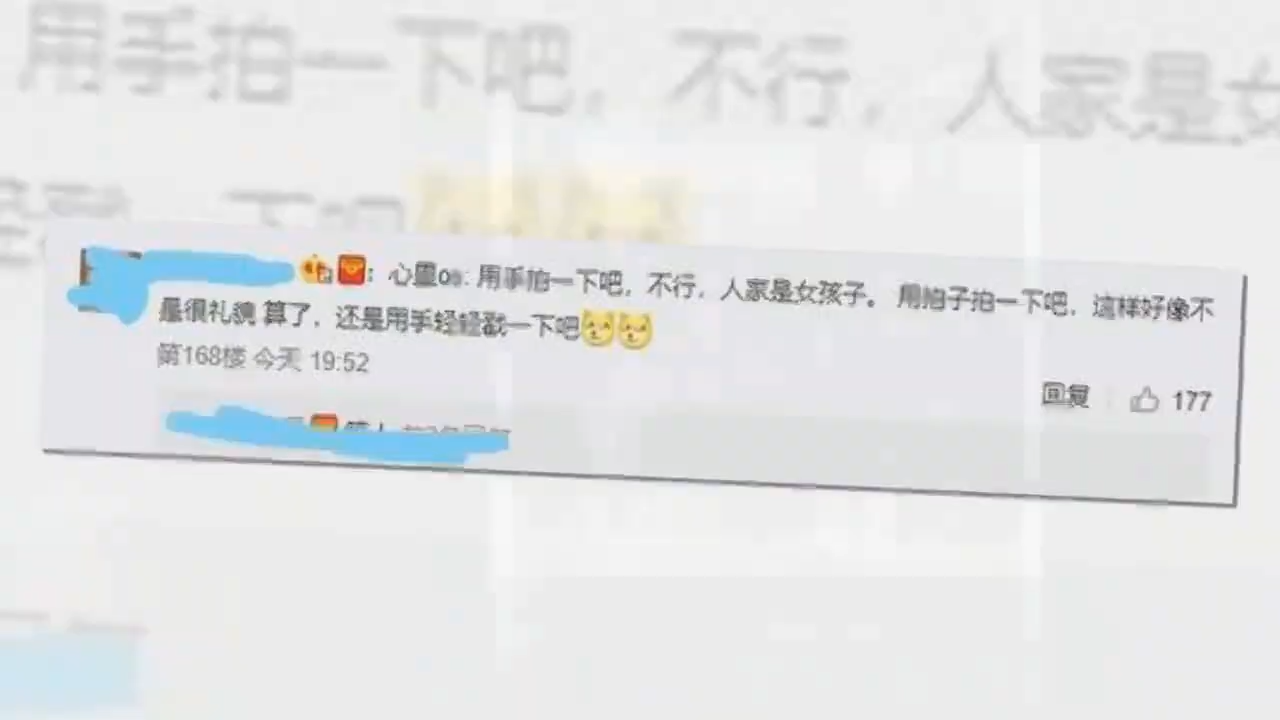 用手拍一下吧，不行，人家是女
： 心里os: 用手拍一下吧，不行，人家是女孩子。 用拍子拍一下吧，這样好像不
是很礼貌 算了，还是用手轻轻戳一下吧
第168楼 今天 19:52
回复 177